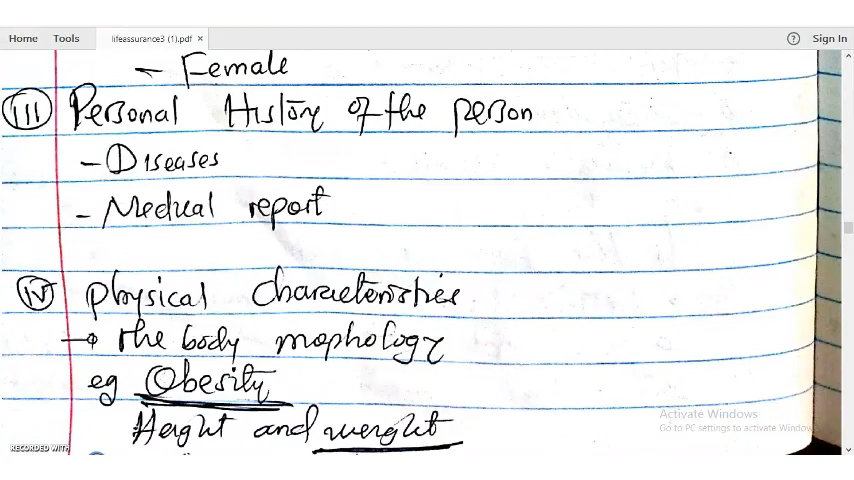 Home Tools lifeassurance3 (1).pdf × ? Sign In
- Female
III Personal History of the person
- Diseases
- Medical report
IV Physical characteristics
→ the body mophology
eg Obesity
Height and weight
Activate Windows
Go to PC settings to activate Window
RECORDED WITH